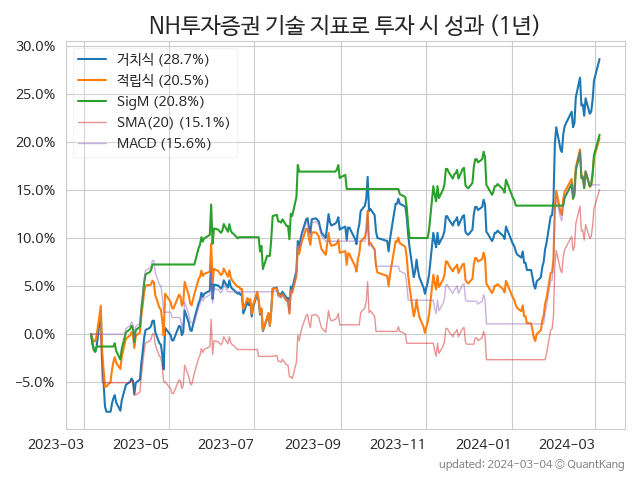 NH투자증권 기술 지표로 투자 시 성과 (1년)
30.0%
25.0%
20.0%
15.0%
10.0%
5.0%
0.0%
−5.0%
거치식 (28.7%)
적립식 (20.5%)
SigM (20.8%)
SMA(20) (15.1%)
MACD (15.6%)
2023-03
2023-05
2023-07
2023-09
2023-11
2024-01
2024-03
updated: 2024-03-04 ⓒ QuantKang